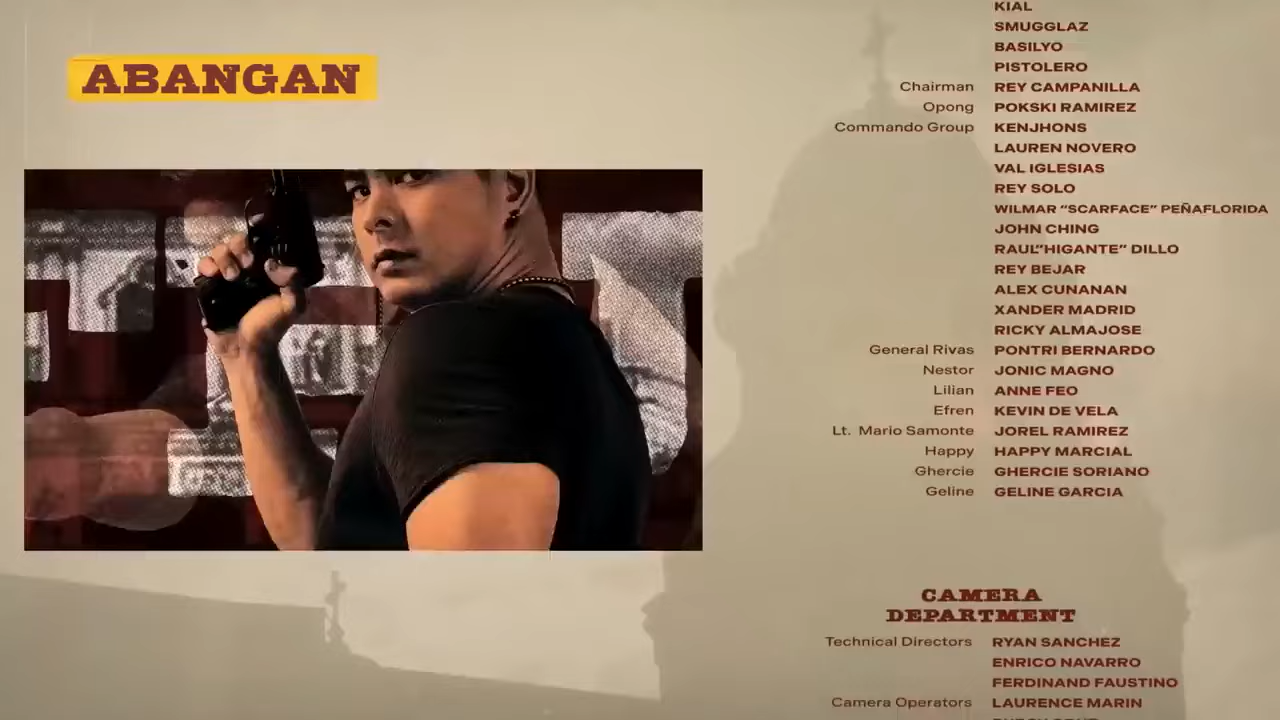 ABANGAN
KIAL
SMUGGLAZ
BASILYO
PISTOLERO
Chairman REY CAMPANILLA
Opong POKSKI RAMIREZ
Commando Group KENJHONS
LAUREN NOVERO
VAL IGLESIAS
REY SOLO
WILMAR “SCARFACE” PEÑAFLORIDA
JOHN CHING
RAUL”HIGANTE” DILLO
REY BEJAR
ALEX CUNANAN
XANDER MADRID
RICKY ALMAJOSE
General Rivas PONTRI BERNARDO
Nestor JONIC MAGNO
Lilian ANNE FEO
Efren KEVIN DE VELA
Lt. Mario Samonte JOREL RAMIREZ
Happy HAPPY MARCIAL
Ghercie GHERCIE SORIANO
Geline GELINE GARCIA
CAMERA
DEPARTMENT
Technical Directors RYAN SANCHEZ
ENRICO NAVARRO
FERDINAND FAUSTINO
Camera Operators LAURENCE MARIN